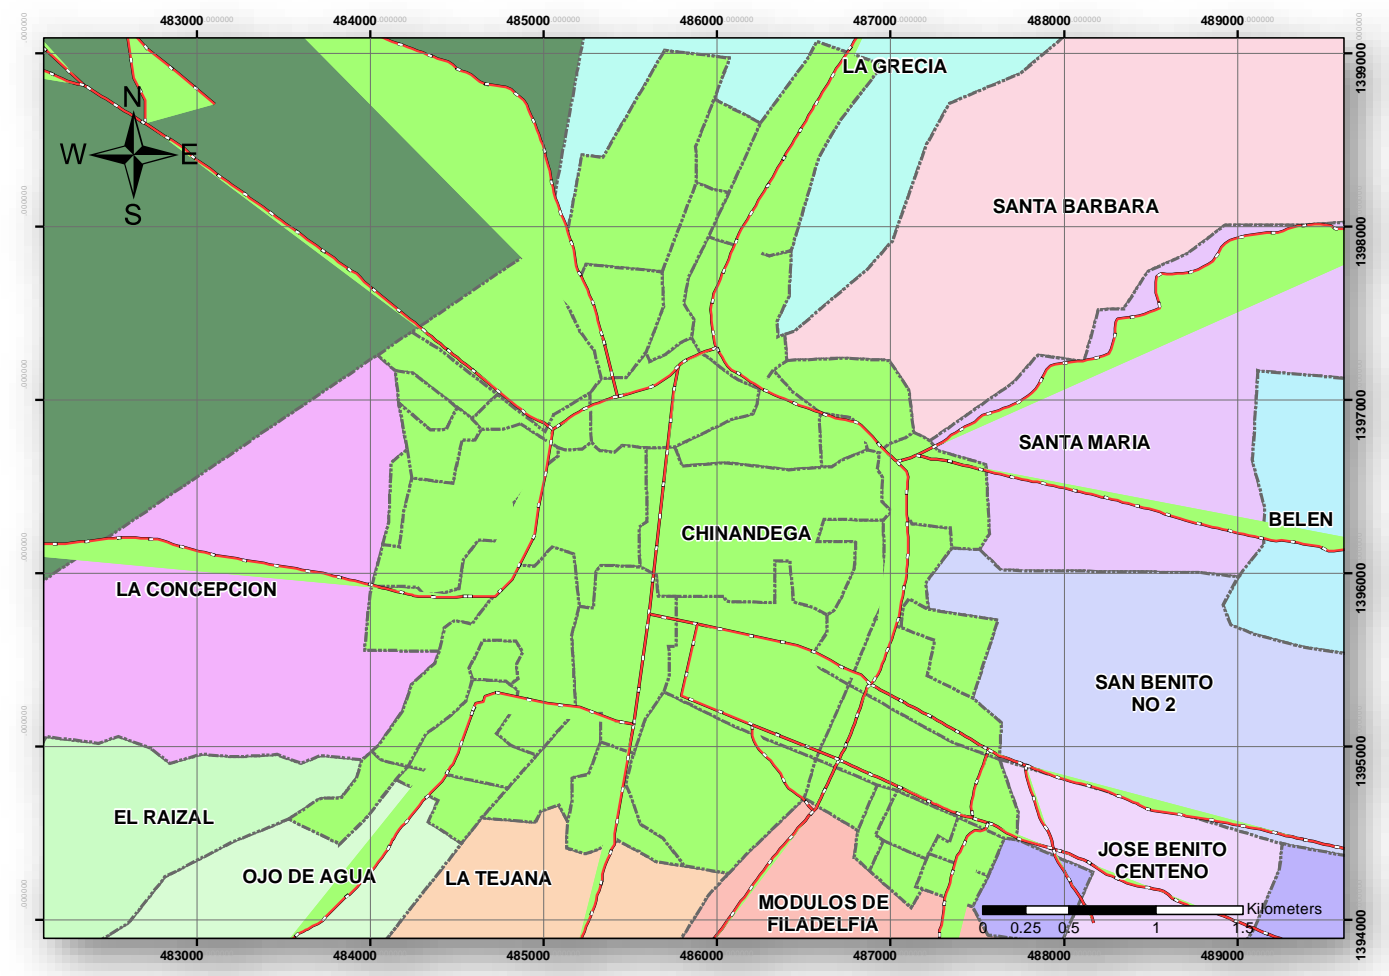 483000 484000 485000 486000 487000 488000 489000
LA GRECIA
1399000
N
W E
S
SANTA BARBARA
1398000
1397000
SANTA MARIA
BELEN
CHINANDEGA
LA CONCEPCION
1396000
SAN BENITO
NO 2
1395000
EL RAIZAL
JOSE BENITO
CENTENO
OJO DE AGUA
LA TEJANA
MODULOS DE
FILADELFIA
Kilometers
0 0.25 0.5 1 1.5
1394000
483000 484000 485000 486000 487000 488000 489000